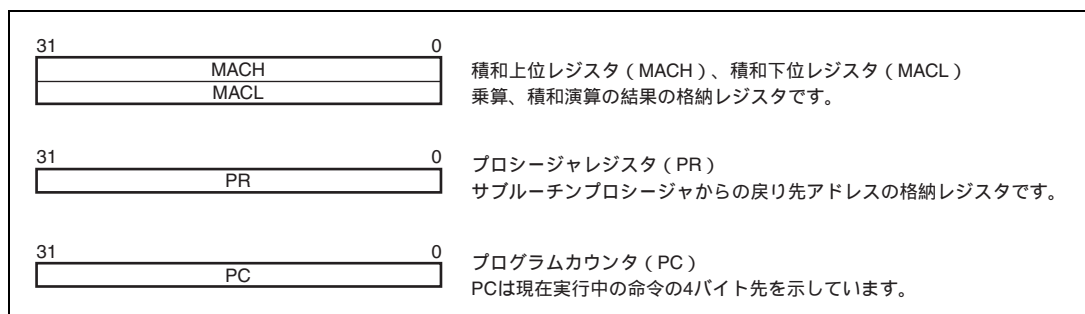 31 0
MACH
MACL
積和上位レジスタ（MACH）、積和下位レジスタ（MACL）
乗算、積和演算の結果の格納レジスタです。
31 0
PR
プロシージャレジスタ（PR）
サブルーチンプロシージャからの戻り先アドレスの格納レジスタです。
31 0
PC
プログラムカウンタ（PC）
PCは現在実行中の命令の4バイト先を示しています。